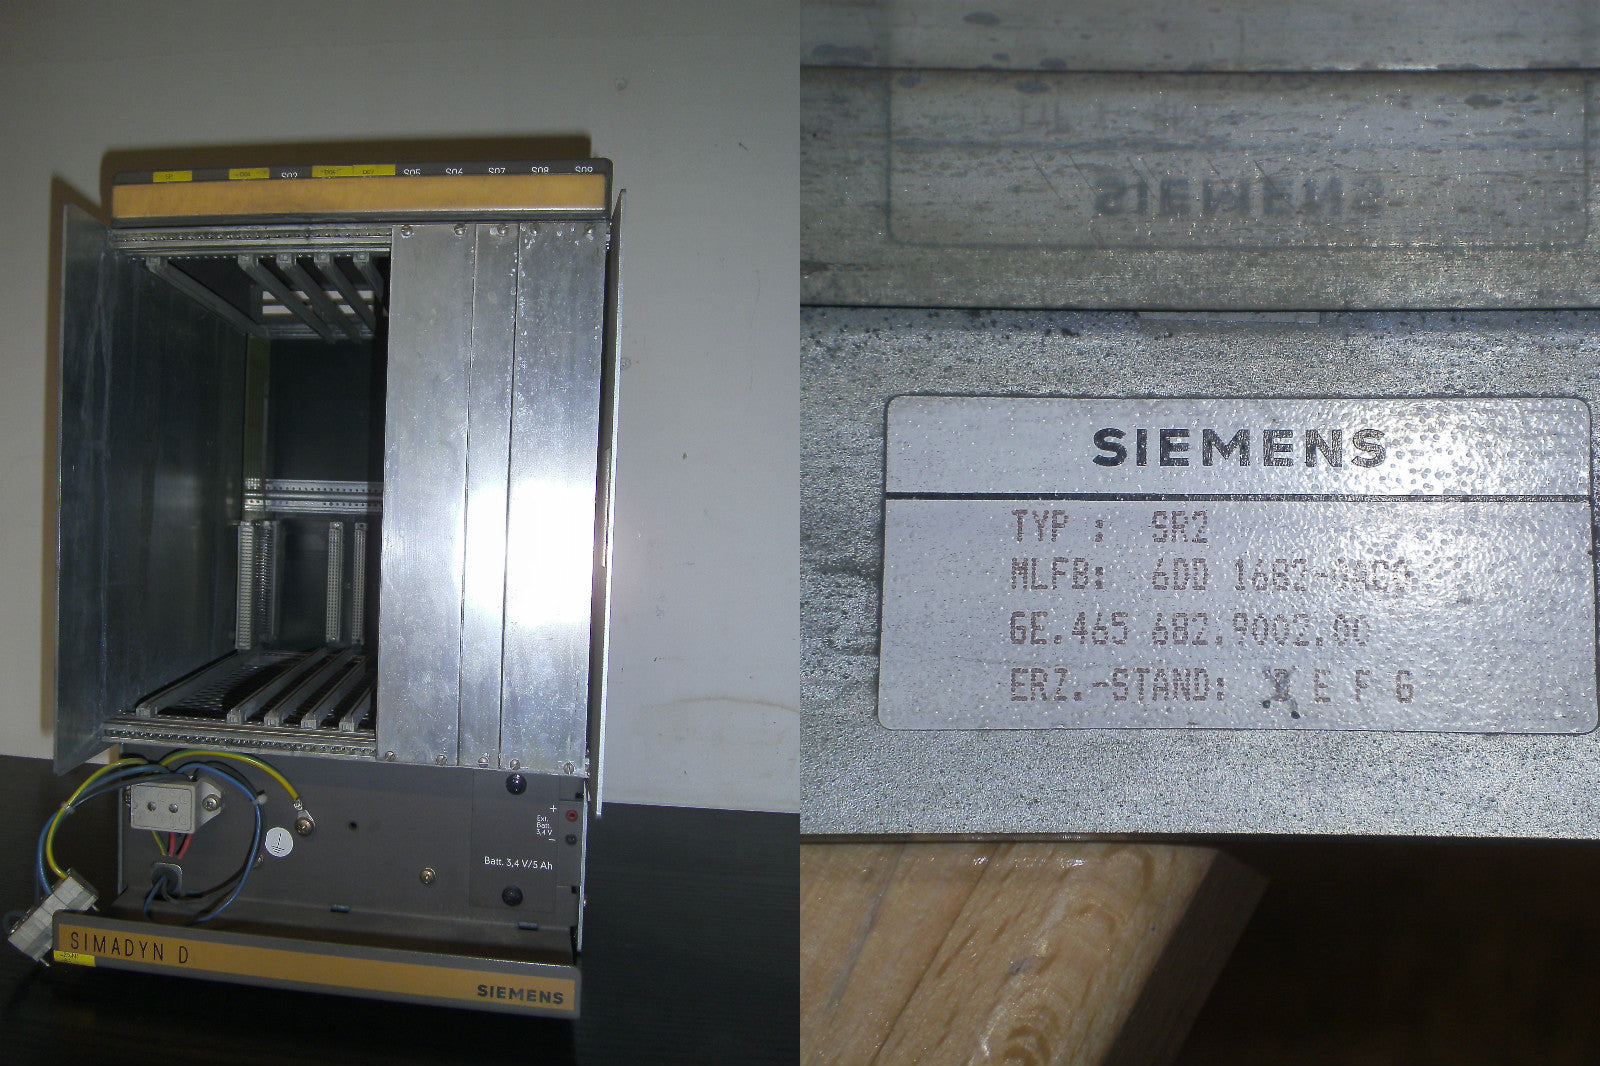 S02
S05
S06
S07
S08
S09
+
Ext.
Batt.
3,4 V
−
Batt. 3,4 V/5 Ah
SIMADYN D
SIEMENS
SIEMENS
SIEMENS
TYP : SR2
MLFB: 6DD 1682-
GE.465 682.9002.00
ERZ.-STAND: E F G